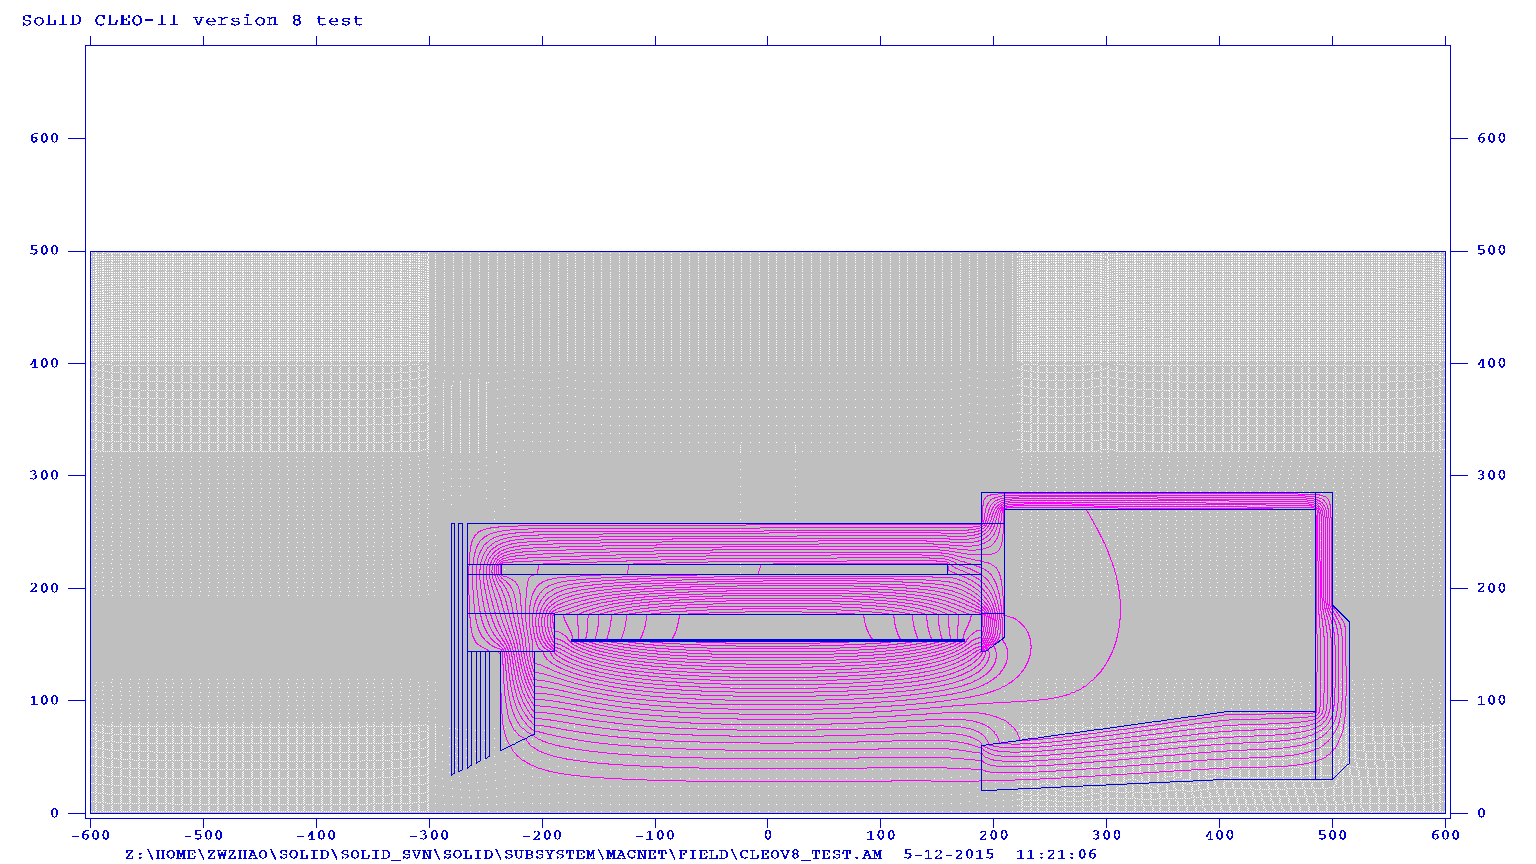 SoLID CLEO-II version 8 test
600 600
500 500
400 400
300 300
200 200
100 100
0 0
-600 -500 -400 -300 -200 -100 0 100 200 300 400 500 600
Z:\HOME\ZWZHAO\SOLID\SOLID_SVN\SOLID\SUBSYSTEM\MAGNET\FIELD\CLEOV8_TEST.AM 5-12-2015 11:21:06